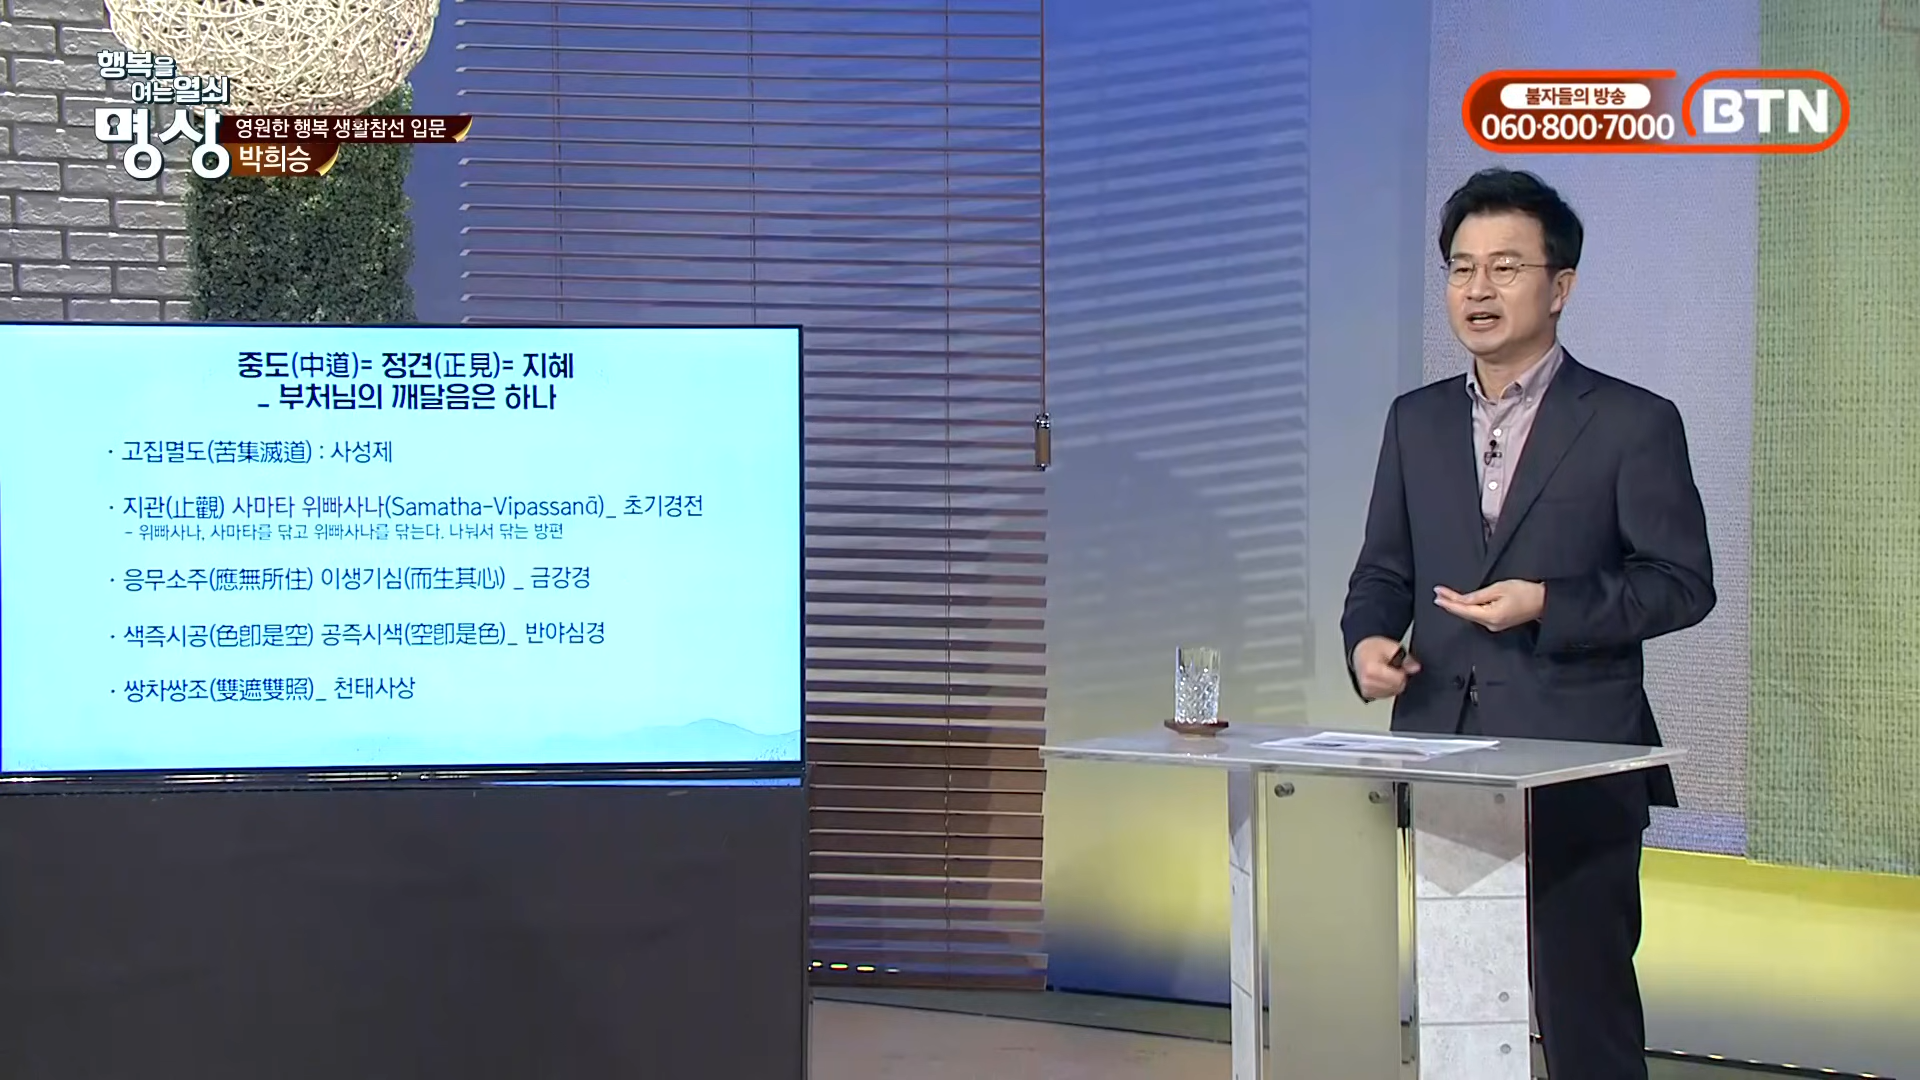 행복을
여는 열쇠
명상
영원한 행복 생활참선 입문
박희승
불자들의 방송
060·800·7000
BTN
중도(中道)= 정견(正見)= 지혜
_ 부처님의 깨달음은 하나
· 고집멸도(苦集滅道) : 사성제
· 지관(止觀) 사마타 위빠사나(Samatha-Vipassanā)_ 초기경전
- 위빠사나, 사마타를 닦고 위빠사나를 닦는다. 나눠서 닦는 방편
· 응무소주(應無所住) 이생기심(而生其心) _ 금강경
· 색즉시공(色卽是空) 공즉시색(空卽是色)_ 반야심경
· 쌍차쌍조(雙遮雙照)_ 천태사상